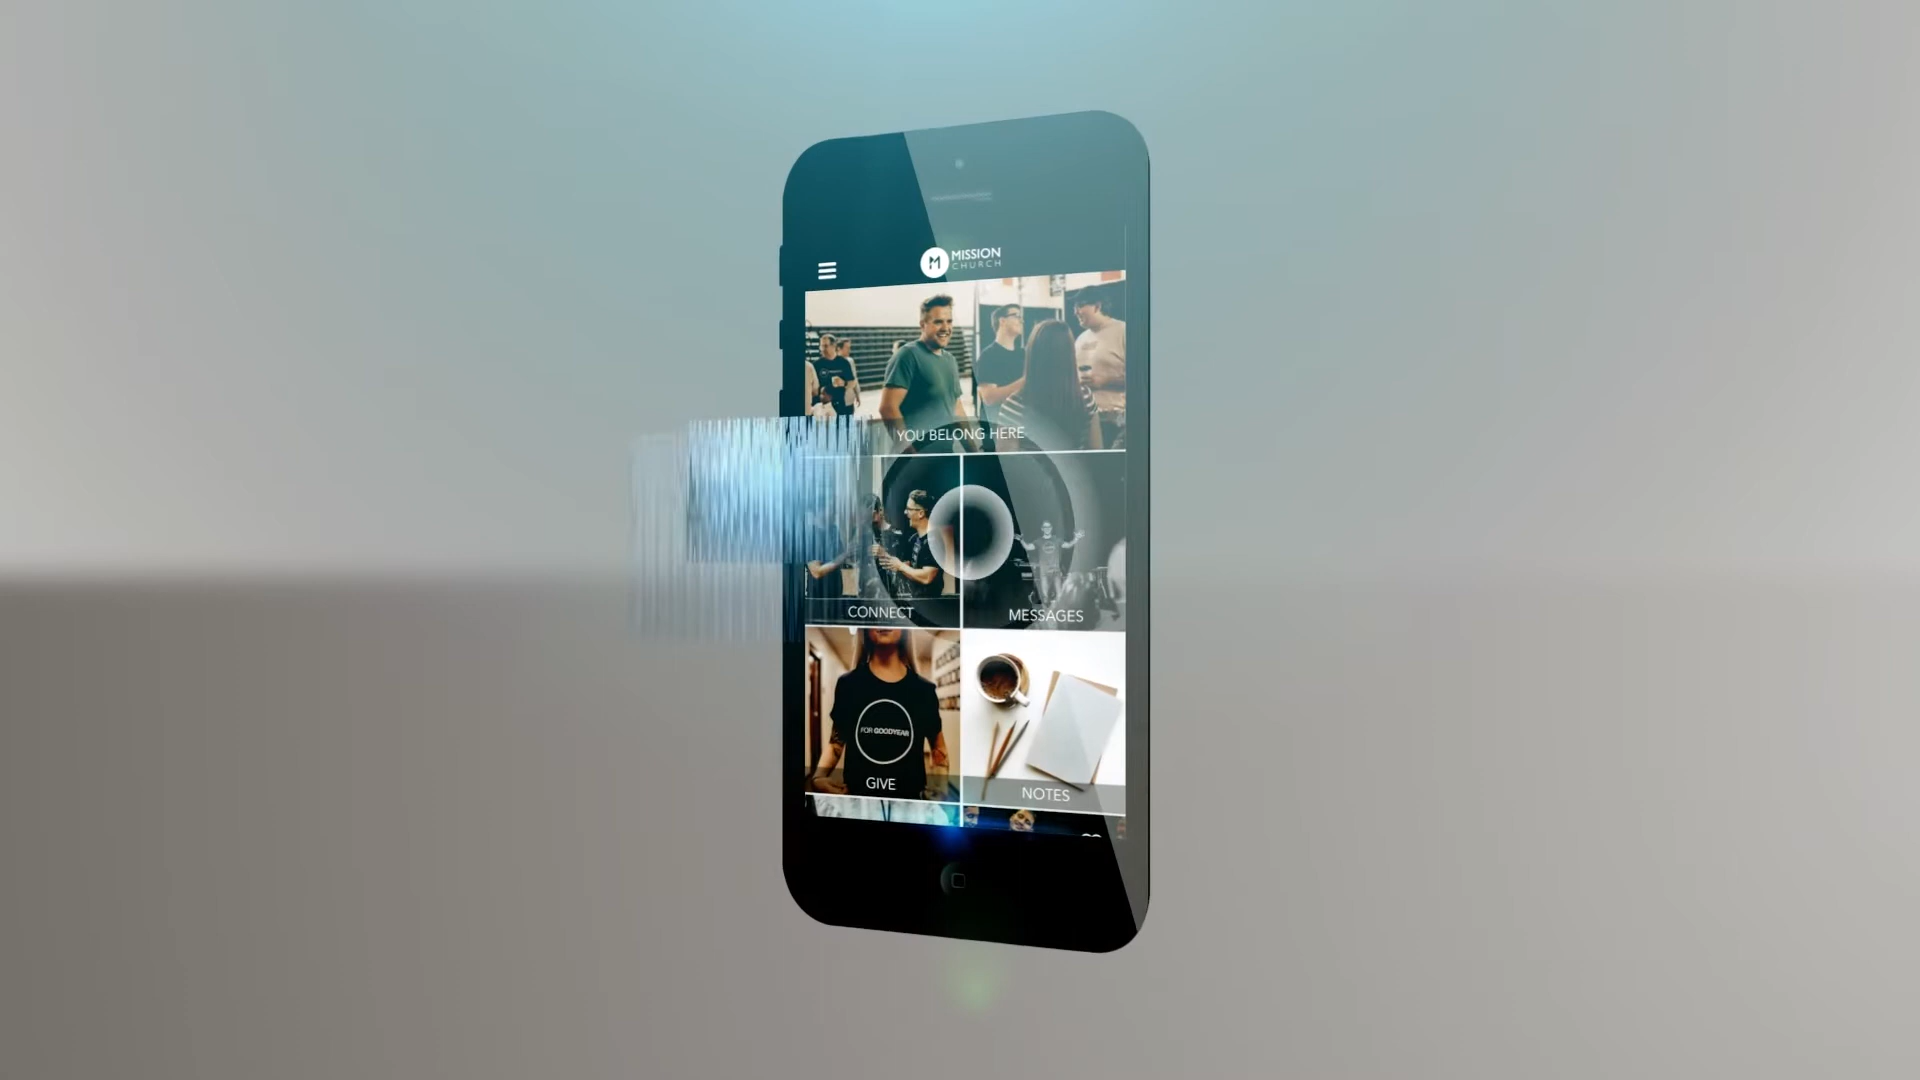 M MISSION
CHURCH
YOU BELONG HERE
CONNECT
MESSAGES
FOR GOODYEAR
GIVE
NOTES